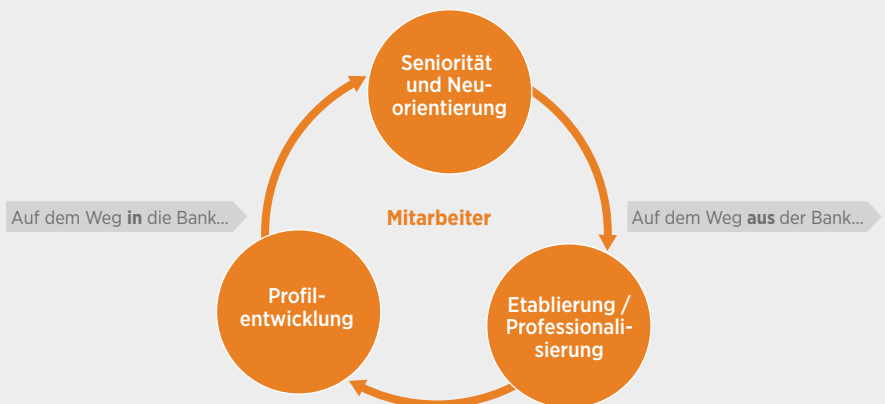 Seniorität
und Neu-
orientierung
Auf dem Weg in die Bank...
Mitarbeiter
Auf dem Weg aus der Bank...
Profil-
entwicklung
Etablierung /
Professionali-
sierung